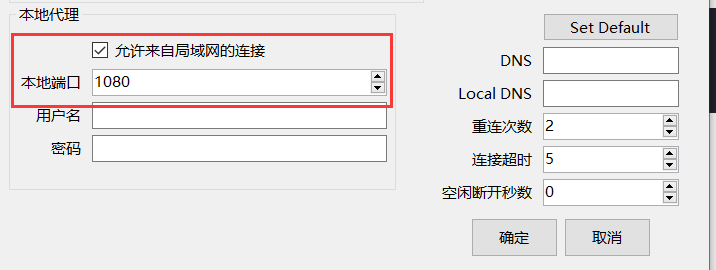 本地代理
允许来自局域网的连接
本地端口 1080
用户名
密码
Set Default
DNS
Local DNS
重连次数 2
连接超时 5
空闲断开秒数 0
确定 取消